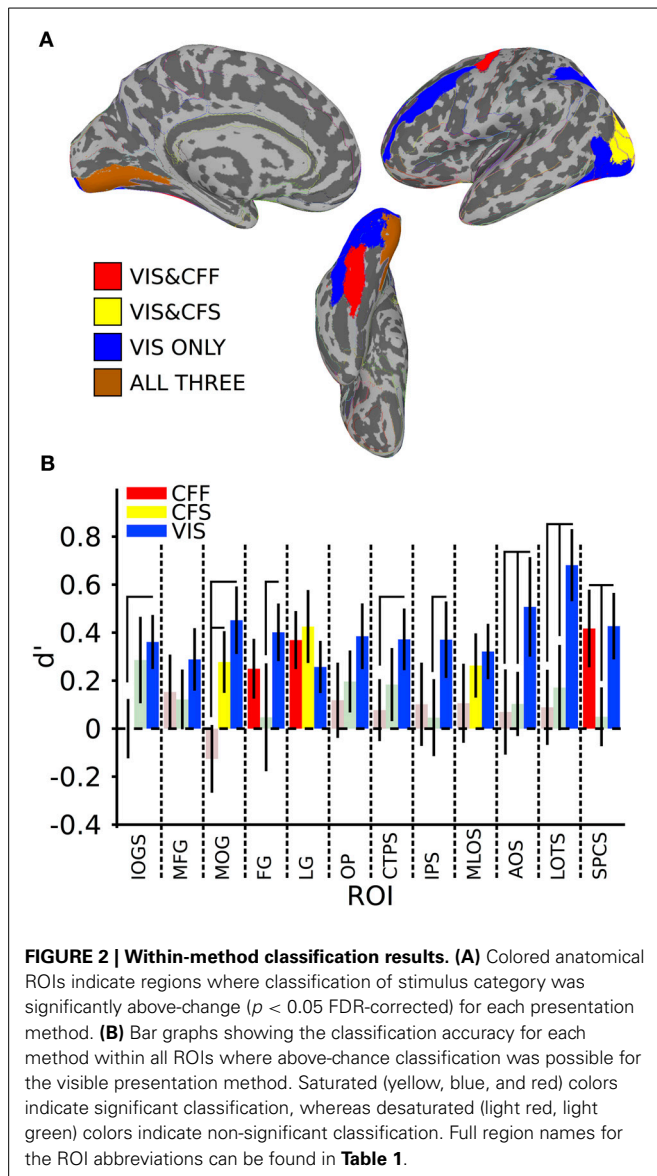 A
VIS&CFF
VIS&CFS
VIS ONLY
ALL THREE
B
CFF
CFS
VIS
0.8
0.6
0.4
0.2
0
-0.2
-0.4
d'
IOGS
MFG
MOG
FG
LG
OP
CTPS
IPS
MLOS
AOS
LOTS
SPCS
ROI
FIGURE 2 | Within-method classification results. (A) Colored anatomical
ROIs indicate regions where classification of stimulus category was
significantly above-change (p < 0.05 FDR-corrected) for each presentation
method. (B) Bar graphs showing the classification accuracy for each
method within all ROIs where above-chance classification was possible for
the visible presentation method. Saturated (yellow, blue, and red) colors
indicate significant classification, whereas desaturated (light red, light
green) colors indicate non-significant classification. Full region names for
the ROI abbreviations can be found in Table 1.